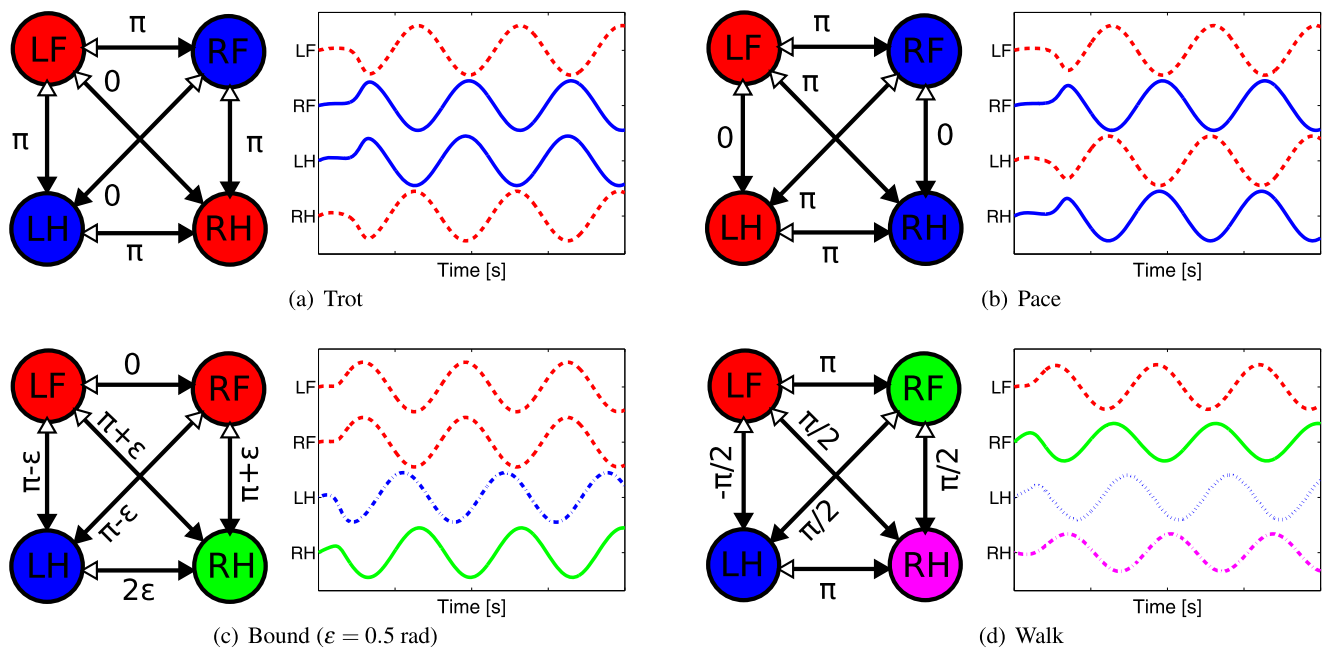 π
LF
RF
0
π
π
0
LH
RH
π
LF
RF
LH
RH
Time [s]
(a) Trot
π
LF
RF
π
0
0
π
LH
RH
π
LF
RF
LH
RH
Time [s]
(b) Pace
0
LF
RF
π+ε
π-ε
π+ε
π-ε
LH
RH
2ε
LF
RF
LH
RH
Time [s]
(c) Bound (ε = 0.5 rad)
π
LF
RF
π/2
-π/2
π/2
π/2
LH
RH
π
LF
RF
LH
RH
Time [s]
(d) Walk